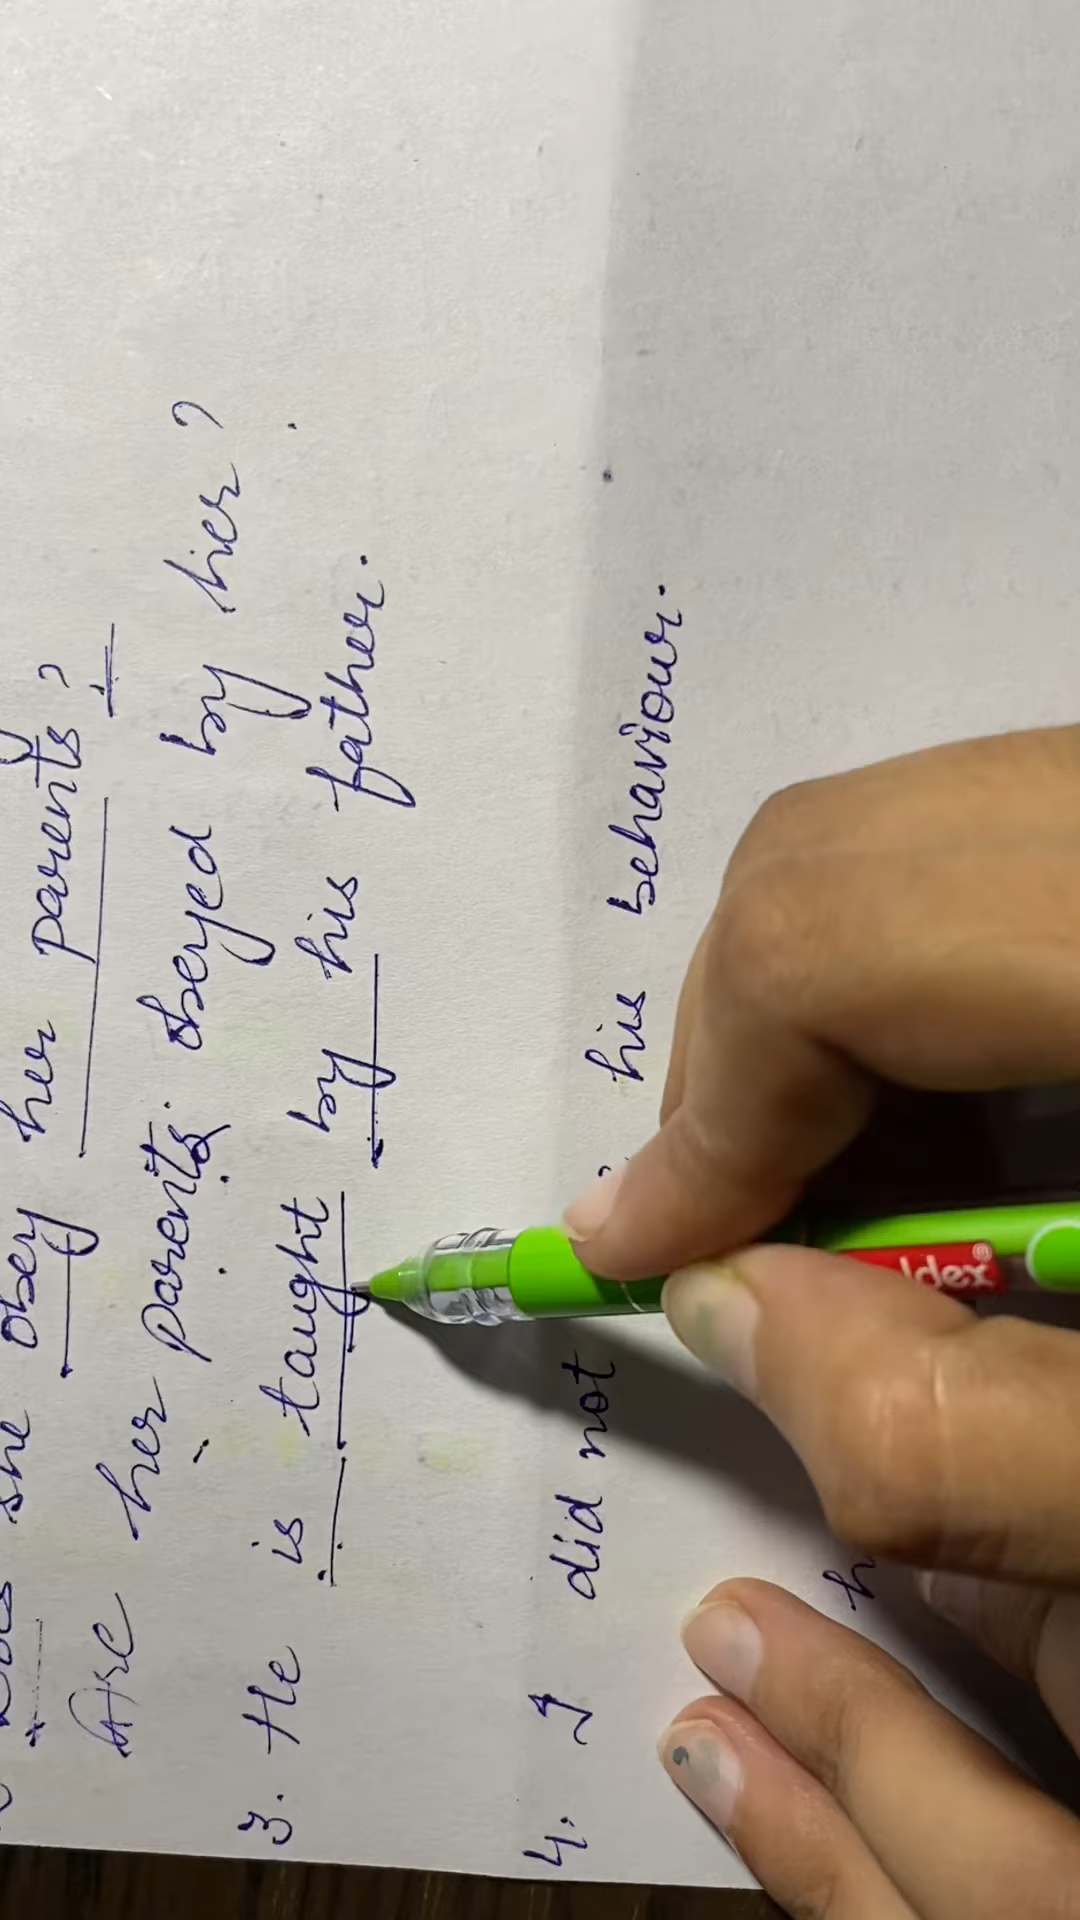 she obey her parents?
Are her parents obeyed by her?
3. He is taught by his father.
4. I did not his behaviour.